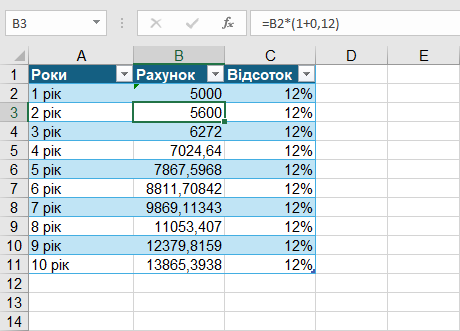 B3 fx =B2*(1+0,12)
A B C D E
1 Роки Рахунок Відсоток
2 1 рік 5000 12%
3 2 рік 5600 12%
4 3 рік 6272 12%
5 4 рік 7024,64 12%
6 5 рік 7867,5968 12%
7 6 рік 8811,70842 12%
8 7 рік 9869,11343 12%
9 8 рік 11053,407 12%
10 9 рік 12379,8159 12%
11 10 рік 13865,3938 12%
12
13
14